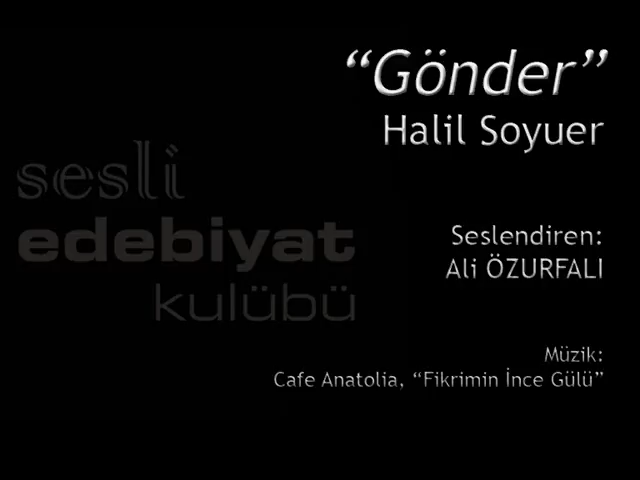 “Gönder”
Halil Soyuer
sesli
edebiyat
kulübü
Seslendiren:
Ali ÖZURFALI
Müzik:
Cafe Anatolia, “Fikrimin İnce Gülü”